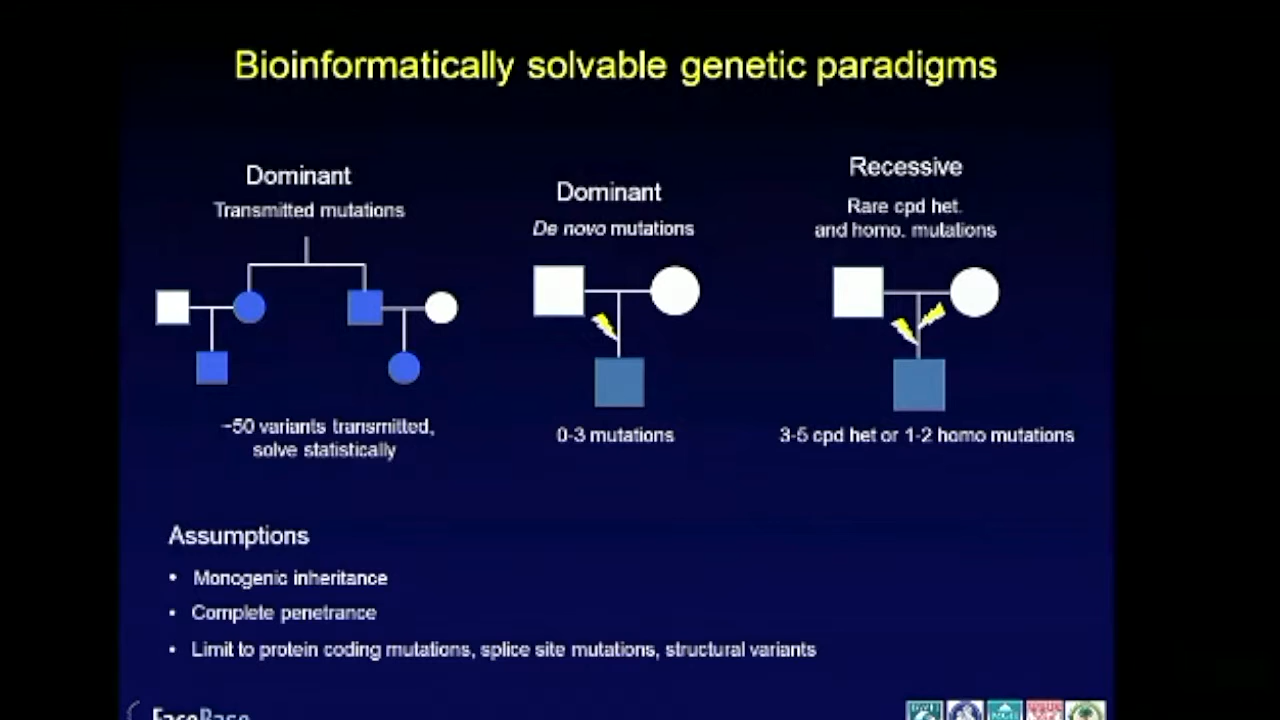 Bioinformatically solvable genetic paradigms
Dominant
Transmitted mutations
~50 variants transmitted,
solve statistically
Dominant
De novo mutations
0-3 mutations
Recessive
Rare cpd het.
and homo. mutations
3-5 cpd het or 1-2 homo mutations
Assumptions
• Monogenic inheritance
• Complete penetrance
• Limit to protein coding mutations, splice site mutations, structural variants
FaceBase